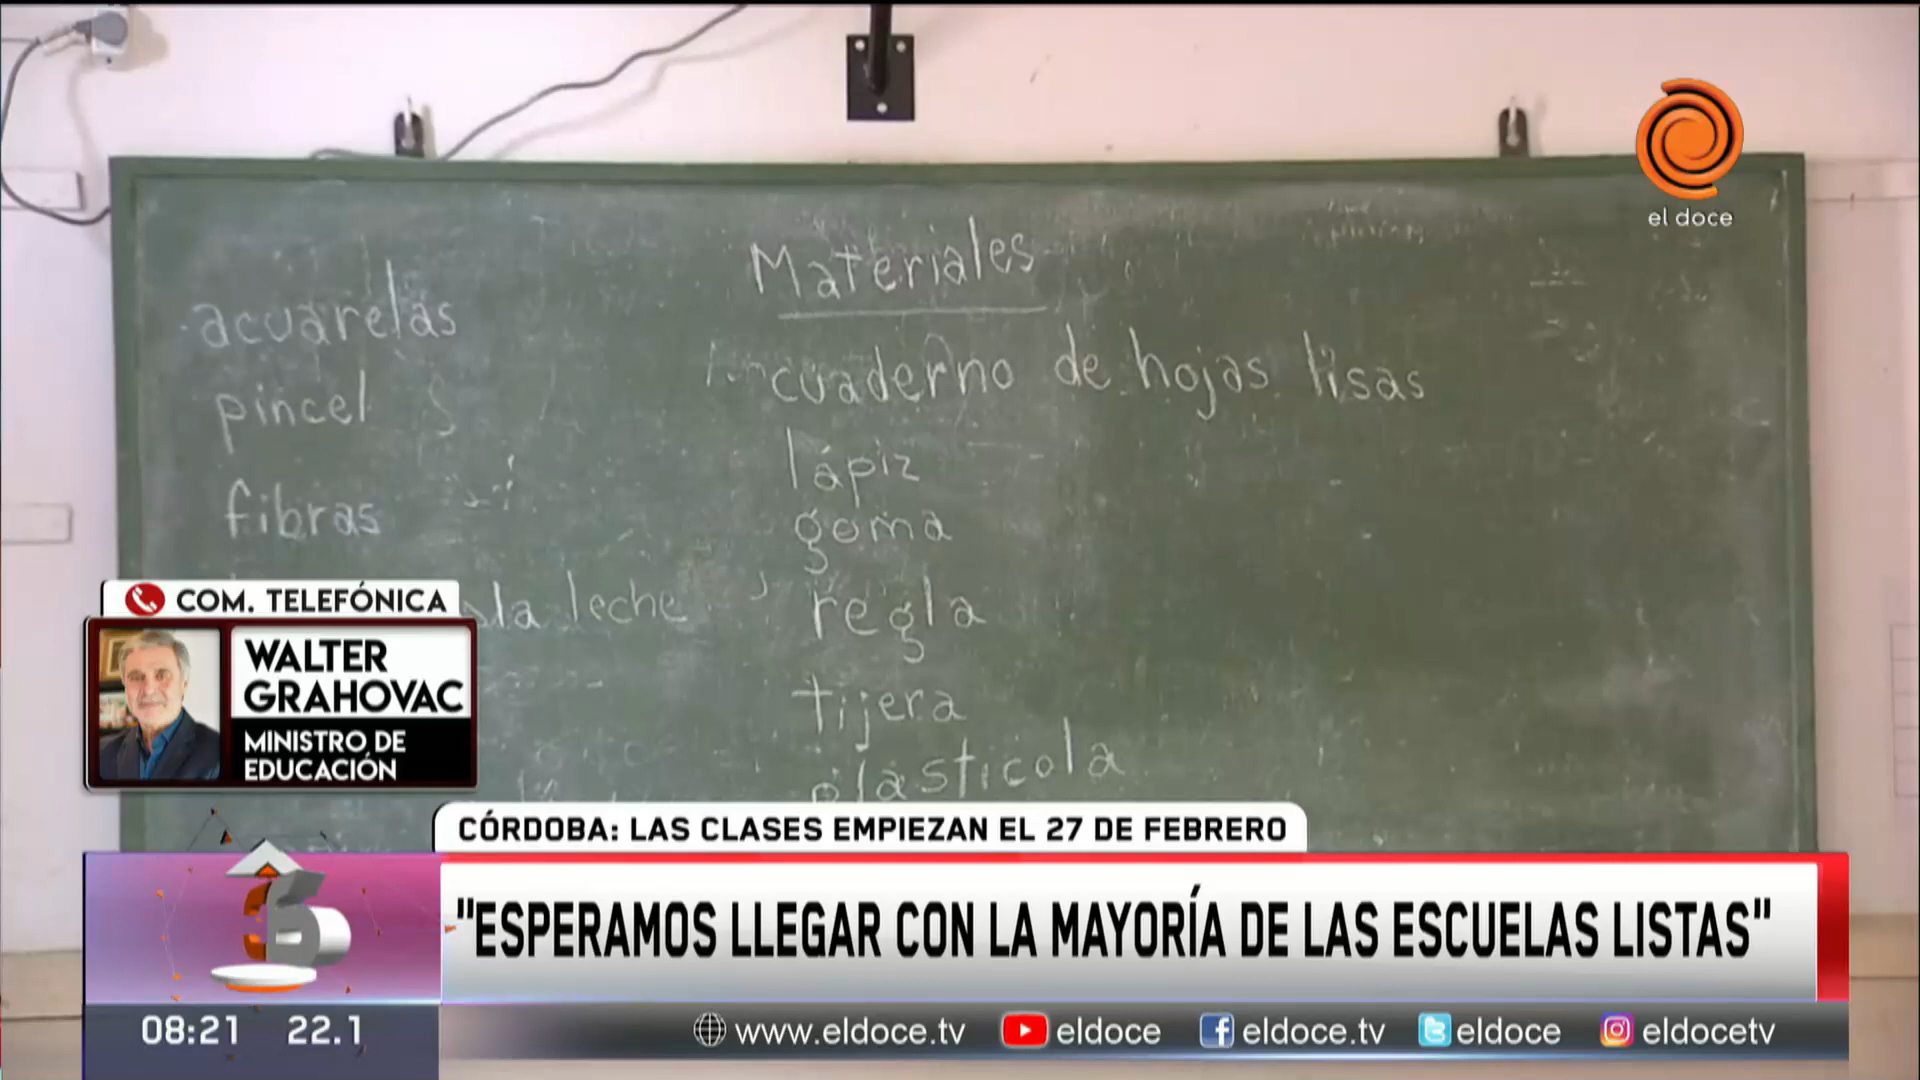 el doce
Materiales
acuarelas
pincel
fibras
la leche
cuaderno de hojas lisas
lápiz
goma
regla
tijera
plasticola
COM. TELEFÓNICA
WALTER
GRAHOVAC
MINISTRO DE
EDUCACIÓN
CÓRDOBA: LAS CLASES EMPIEZAN EL 27 DE FEBRERO
"ESPERAMOS LLEGAR CON LA MAYORÍA DE LAS ESCUELAS LISTAS"
08:21 22.1
www.eldoce.tv eldoce eldoce.tv eldoce eldocetv